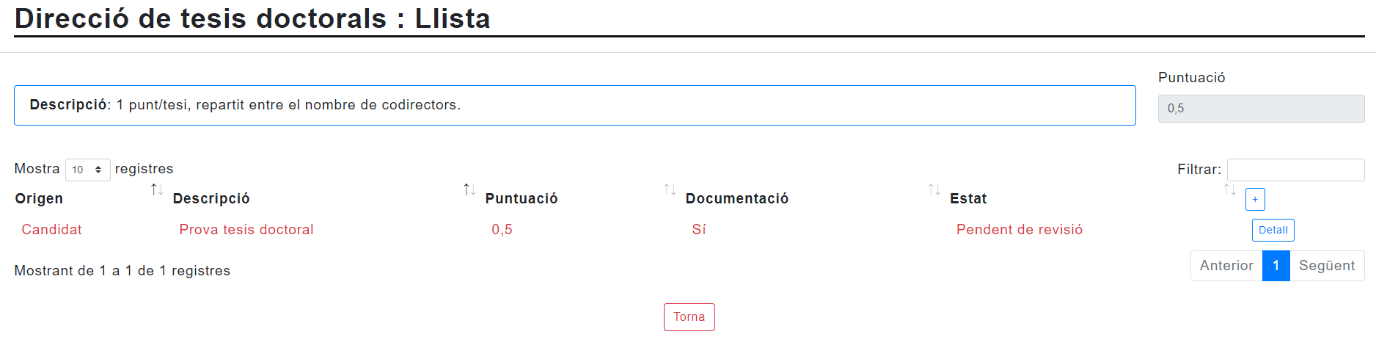 Direcció de tesis doctorals : Llista
Puntuació
Descripció: 1 punt/tesi, repartit entre el nombre de codirectors.
0,5
Mostra 10 registres
Filtrar:
Origen Descripció Puntuació Documentació Estat +
Candidat Prova tesis doctoral 0,5 Sí Pendent de revisió Detall
Mostrant de 1 a 1 de 1 registres
Anterior 1 Següent
Torna